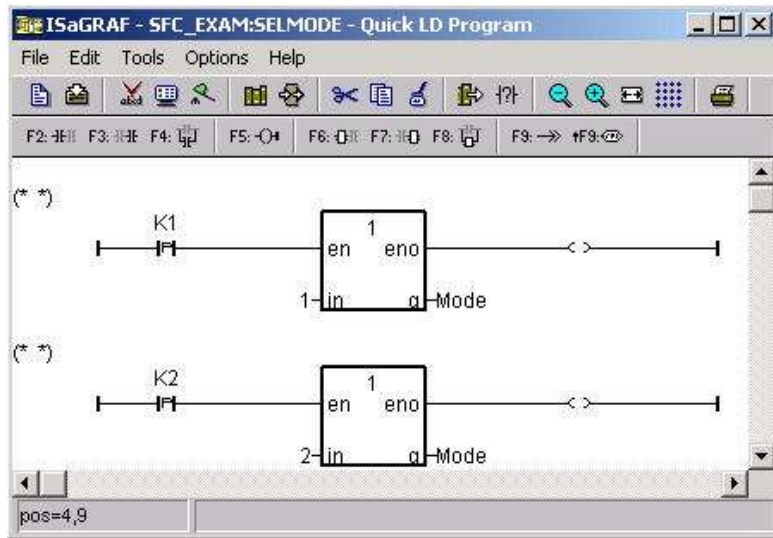 ISaGRAF - SFC_EXAM:SELMODE - Quick LD Program
File Edit Tools Options Help
F2: F3: F4: F5: F6: F7: F8: F9: ↑F9:
(* *)
K1
1
en eno
1 in q Mode
(* *)
K2
1
en eno
2 in q Mode
pos=4,9